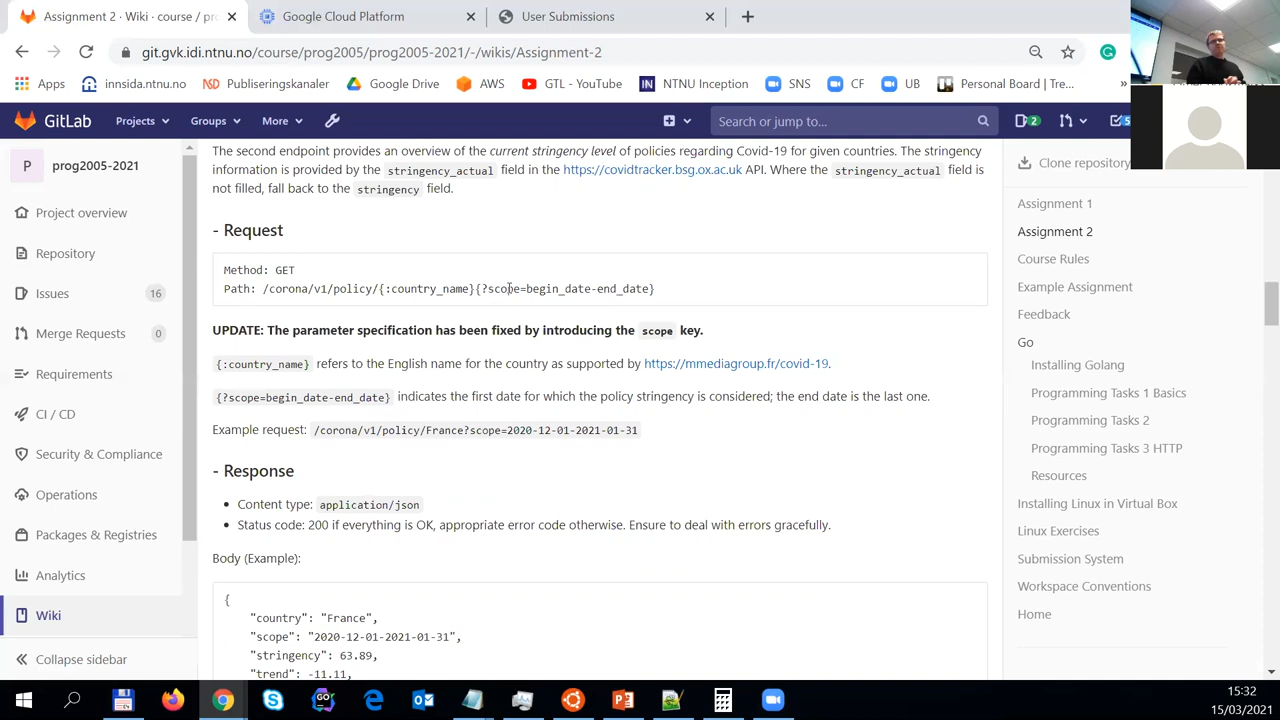 Assignment 2 · Wiki · course / pro
Google Cloud Platform
User Submissions
git.gvk.idi.ntnu.no/course/prog2005/prog2005-2021/-/wikis/Assignment-2
Apps
innsida.ntnu.no
Publiseringskanaler
Google Drive
AWS
GTL - YouTube
NTNU Inception
SNS
CF
UB
Personal Board | Tre...
GitLab
Projects
Groups
More
Search or jump to...
2
5
P
prog2005-2021
Project overview
Repository
Issues 16
Merge Requests 0
Requirements
CI / CD
Security & Compliance
Operations
Packages & Registries
Analytics
Wiki
Collapse sidebar
The second endpoint provides an overview of the current stringency level of policies regarding Covid-19 for given countries. The stringency
information is provided by the stringency_actual field in the https://covidtracker.bsg.ox.ac.uk API. Where the stringency_actual field is
not filled, fall back to the stringency field.
- Request
Method: GET
Path: /corona/v1/policy/{:country_name}{?scope=begin_date-end_date}
UPDATE: The parameter specification has been fixed by introducing the scope key.
{:country_name} refers to the English name for the country as supported by https://mmediagroup.fr/covid-19.
{?scope=begin_date-end_date} indicates the first date for which the policy stringency is considered; the end date is the last one.
Example request: /corona/v1/policy/France?scope=2020-12-01-2021-01-31
- Response
• Content type: application/json
• Status code: 200 if everything is OK, appropriate error code otherwise. Ensure to deal with errors gracefully.
Body (Example):
{
"country": "France",
"scope": "2020-12-01-2021-01-31",
"stringency": 63.89,
"trend": -11.11,
Clone repository
Assignment 1
Assignment 2
Course Rules
Example Assignment
Feedback
Go
Installing Golang
Programming Tasks 1 Basics
Programming Tasks 2
Programming Tasks 3 HTTP
Resources
Installing Linux in Virtual Box
Linux Exercises
Submission System
Workspace Conventions
Home
15:32
15/03/2021